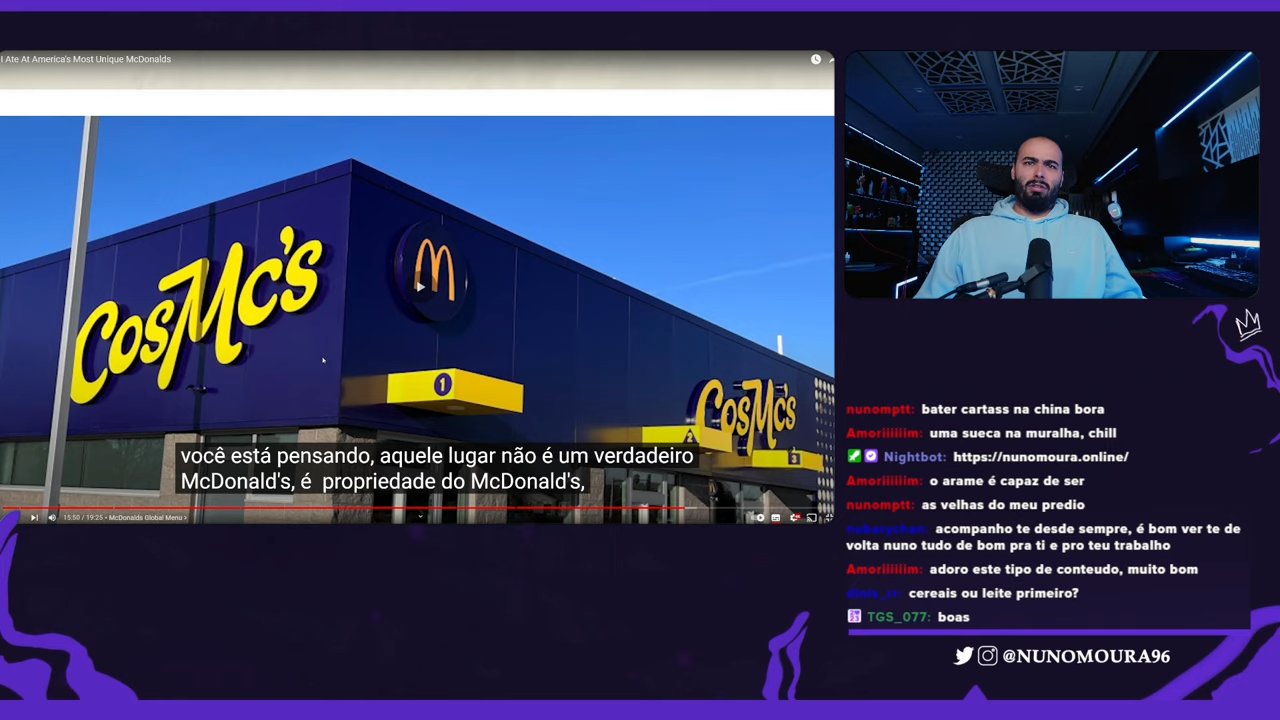 I Ate At America's Most Unique McDonalds
CosMc's
1
CosMc's
2
3
você está pensando, aquele lugar não é um verdadeiro
McDonald's, é propriedade do McDonald's,
15:50 / 19:25 • McDonalds Global Menu ›
nunomptt: bater cartass na china bora
Amoriiiiiim: uma sueca na muralha, chill
Nightbot: https://nunomoura.online/
Amoriiiiiim: o arame é capaz de ser
nunomptt: as velhas do meu predio
acompanho te desde sempre, é bom ver te de
volta nuno tudo de bom pra ti e pro teu trabalho
Amoriiiiiim: adoro este tipo de conteudo, muito bom
cereais ou leite primeiro?
TGS_077: boas
@NUNOMOURA96